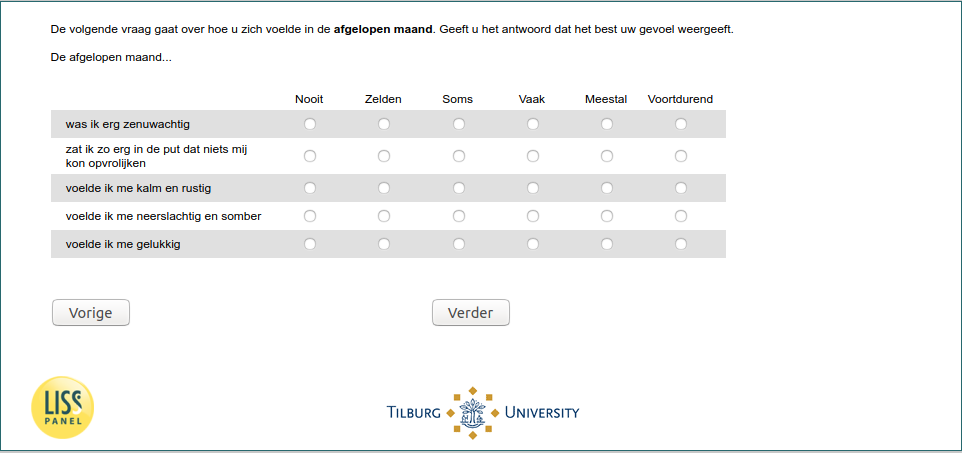 De volgende vraag gaat over hoe u zich voelde in de afgelopen maand. Geeft u het antwoord dat het best uw gevoel weergeeft.
De afgelopen maand...
Nooit Zelden Soms Vaak Meestal Voortdurend
was ik erg zenuwachtig
zat ik zo erg in de put dat niets mij
kon opvrolijken
voelde ik me kalm en rustig
voelde ik me neerslachtig en somber
voelde ik me gelukkig
Vorige Verder
LISS
PANEL
TILBURG UNIVERSITY